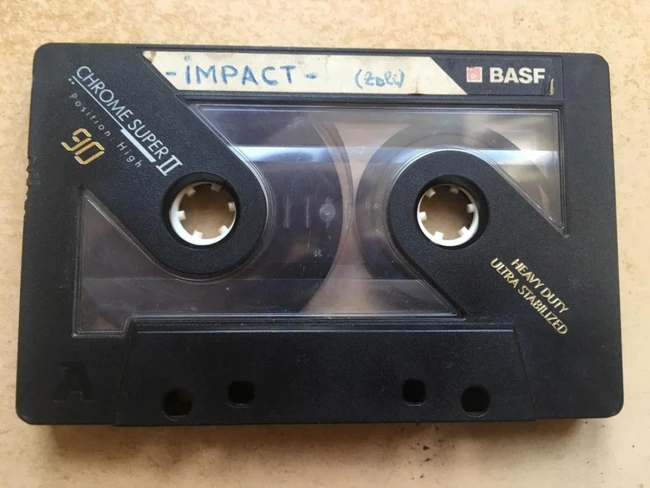 -IMPACT- (Zoli)
BASF
CHROME SUPER II
Position High
90
HEAVY DUTY
ULTRA STABILIZED
A